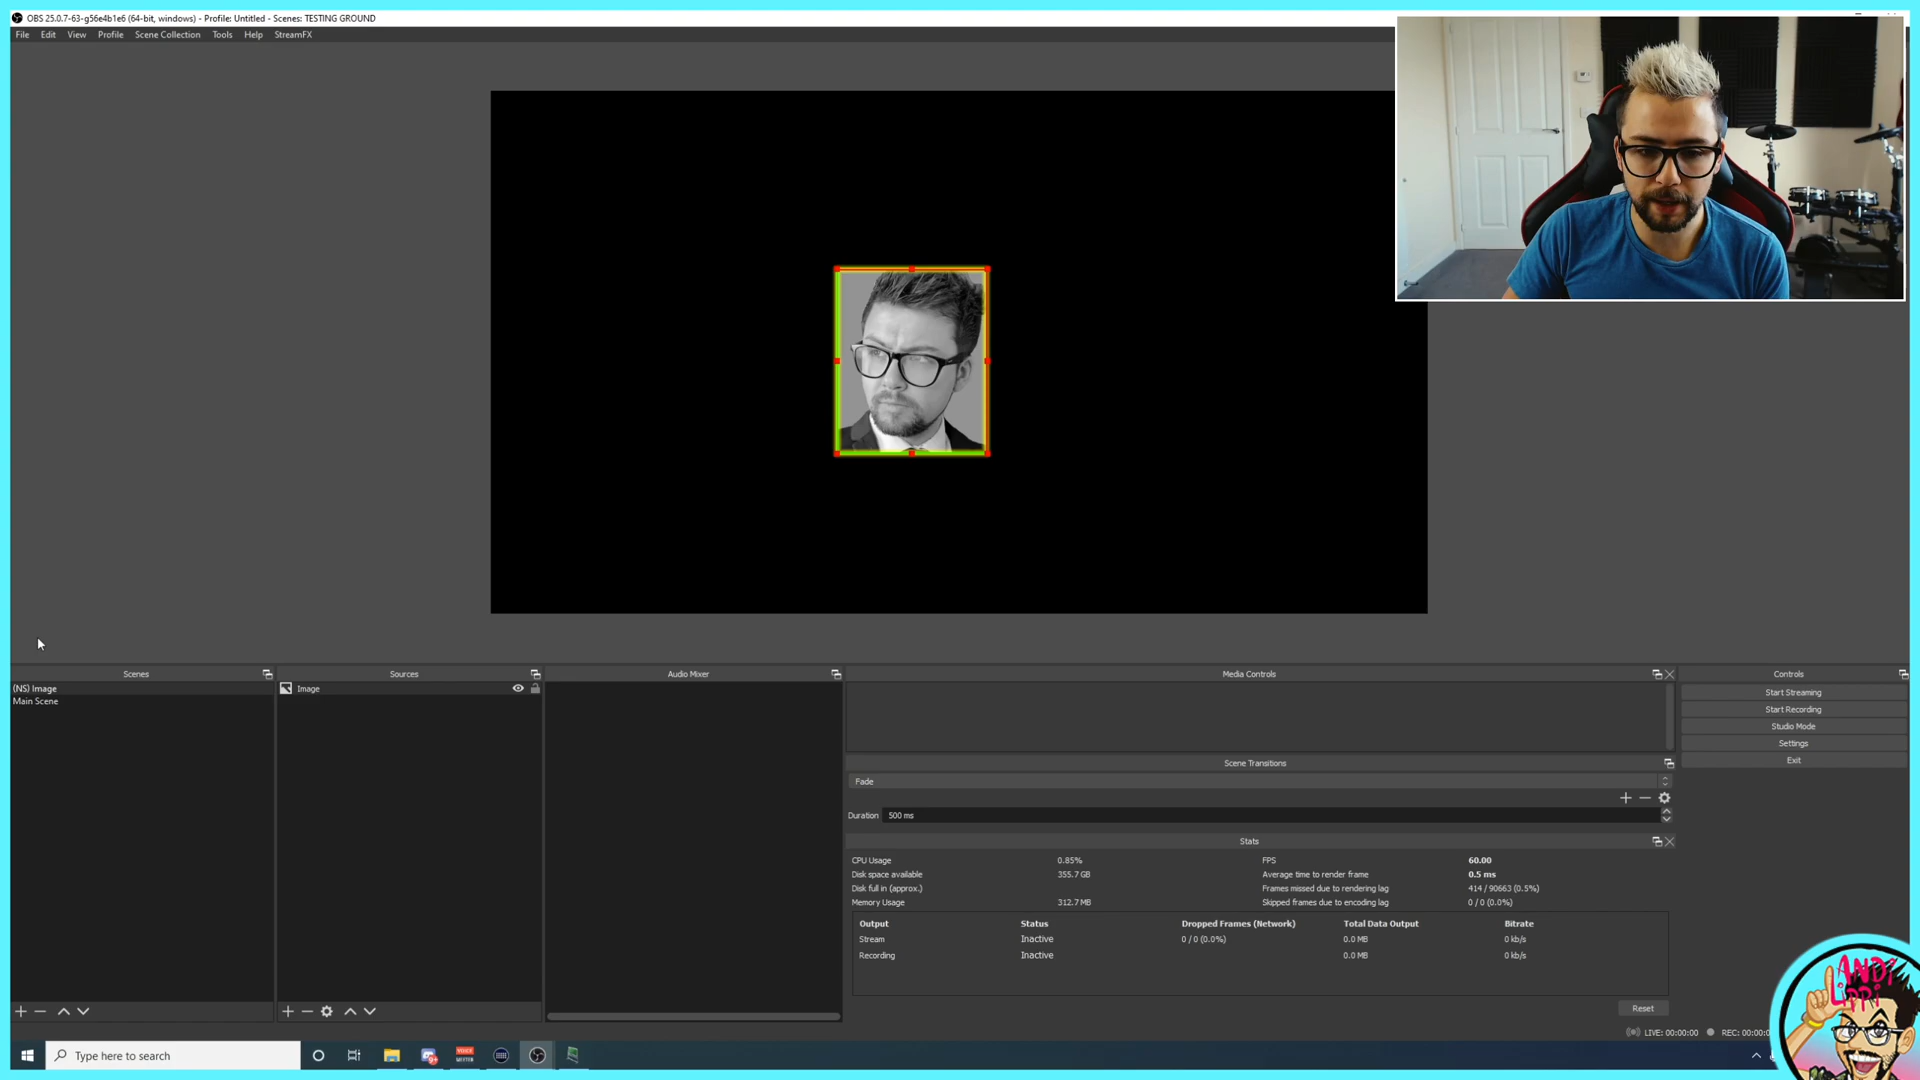 OBS 25.0.7-63-g56e4b1e6 (64-bit, windows) - Profile: Untitled - Scenes: TESTING GROUND
File Edit View Profile Scene Collection Tools Help StreamFX
Scenes
(NS) Image
Main Scene
Sources
Image
Audio Mixer
Media Controls
Scene Transitions
Fade
Duration 500 ms
Stats
CPU Usage 0.85% FPS 60.00
Disk space available 355.7 GB Average time to render frame 0.5 ms
Disk full in (approx.) Frames missed due to rendering lag 414 / 90663 (0.5%)
Memory Usage 312.7 MB Skipped frames due to encoding lag 0 / 0 (0.0%)
Output Status Dropped Frames (Network) Total Data Output Bitrate
Stream Inactive 0 / 0 (0.0%) 0.0 MB 0 kb/s
Recording Inactive 0.0 MB 0 kb/s
Reset
Controls
Start Streaming
Start Recording
Studio Mode
Settings
Exit
LIVE: 00:00:00 REC: 00:00:0
Type here to search
ANDI
LIPPI